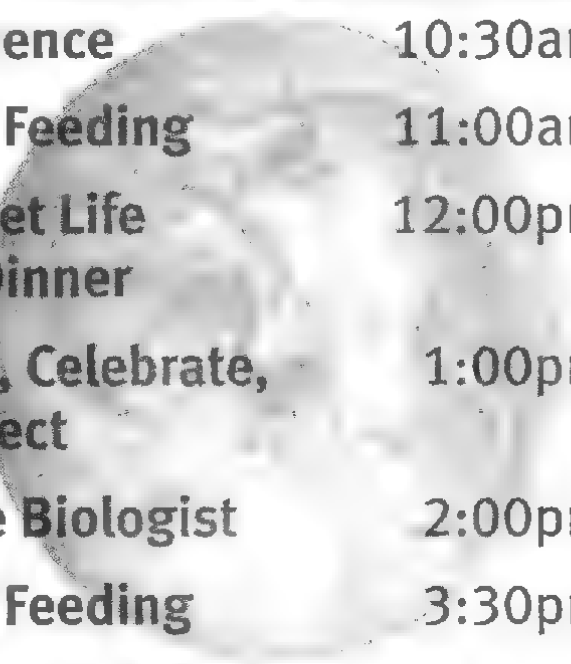 ence 10:30a
Feeding 11:00a
et Life 12:00p
Dinner
, Celebrate, 1:00p
ect
e Biologist 2:00p
Feeding 3:30p